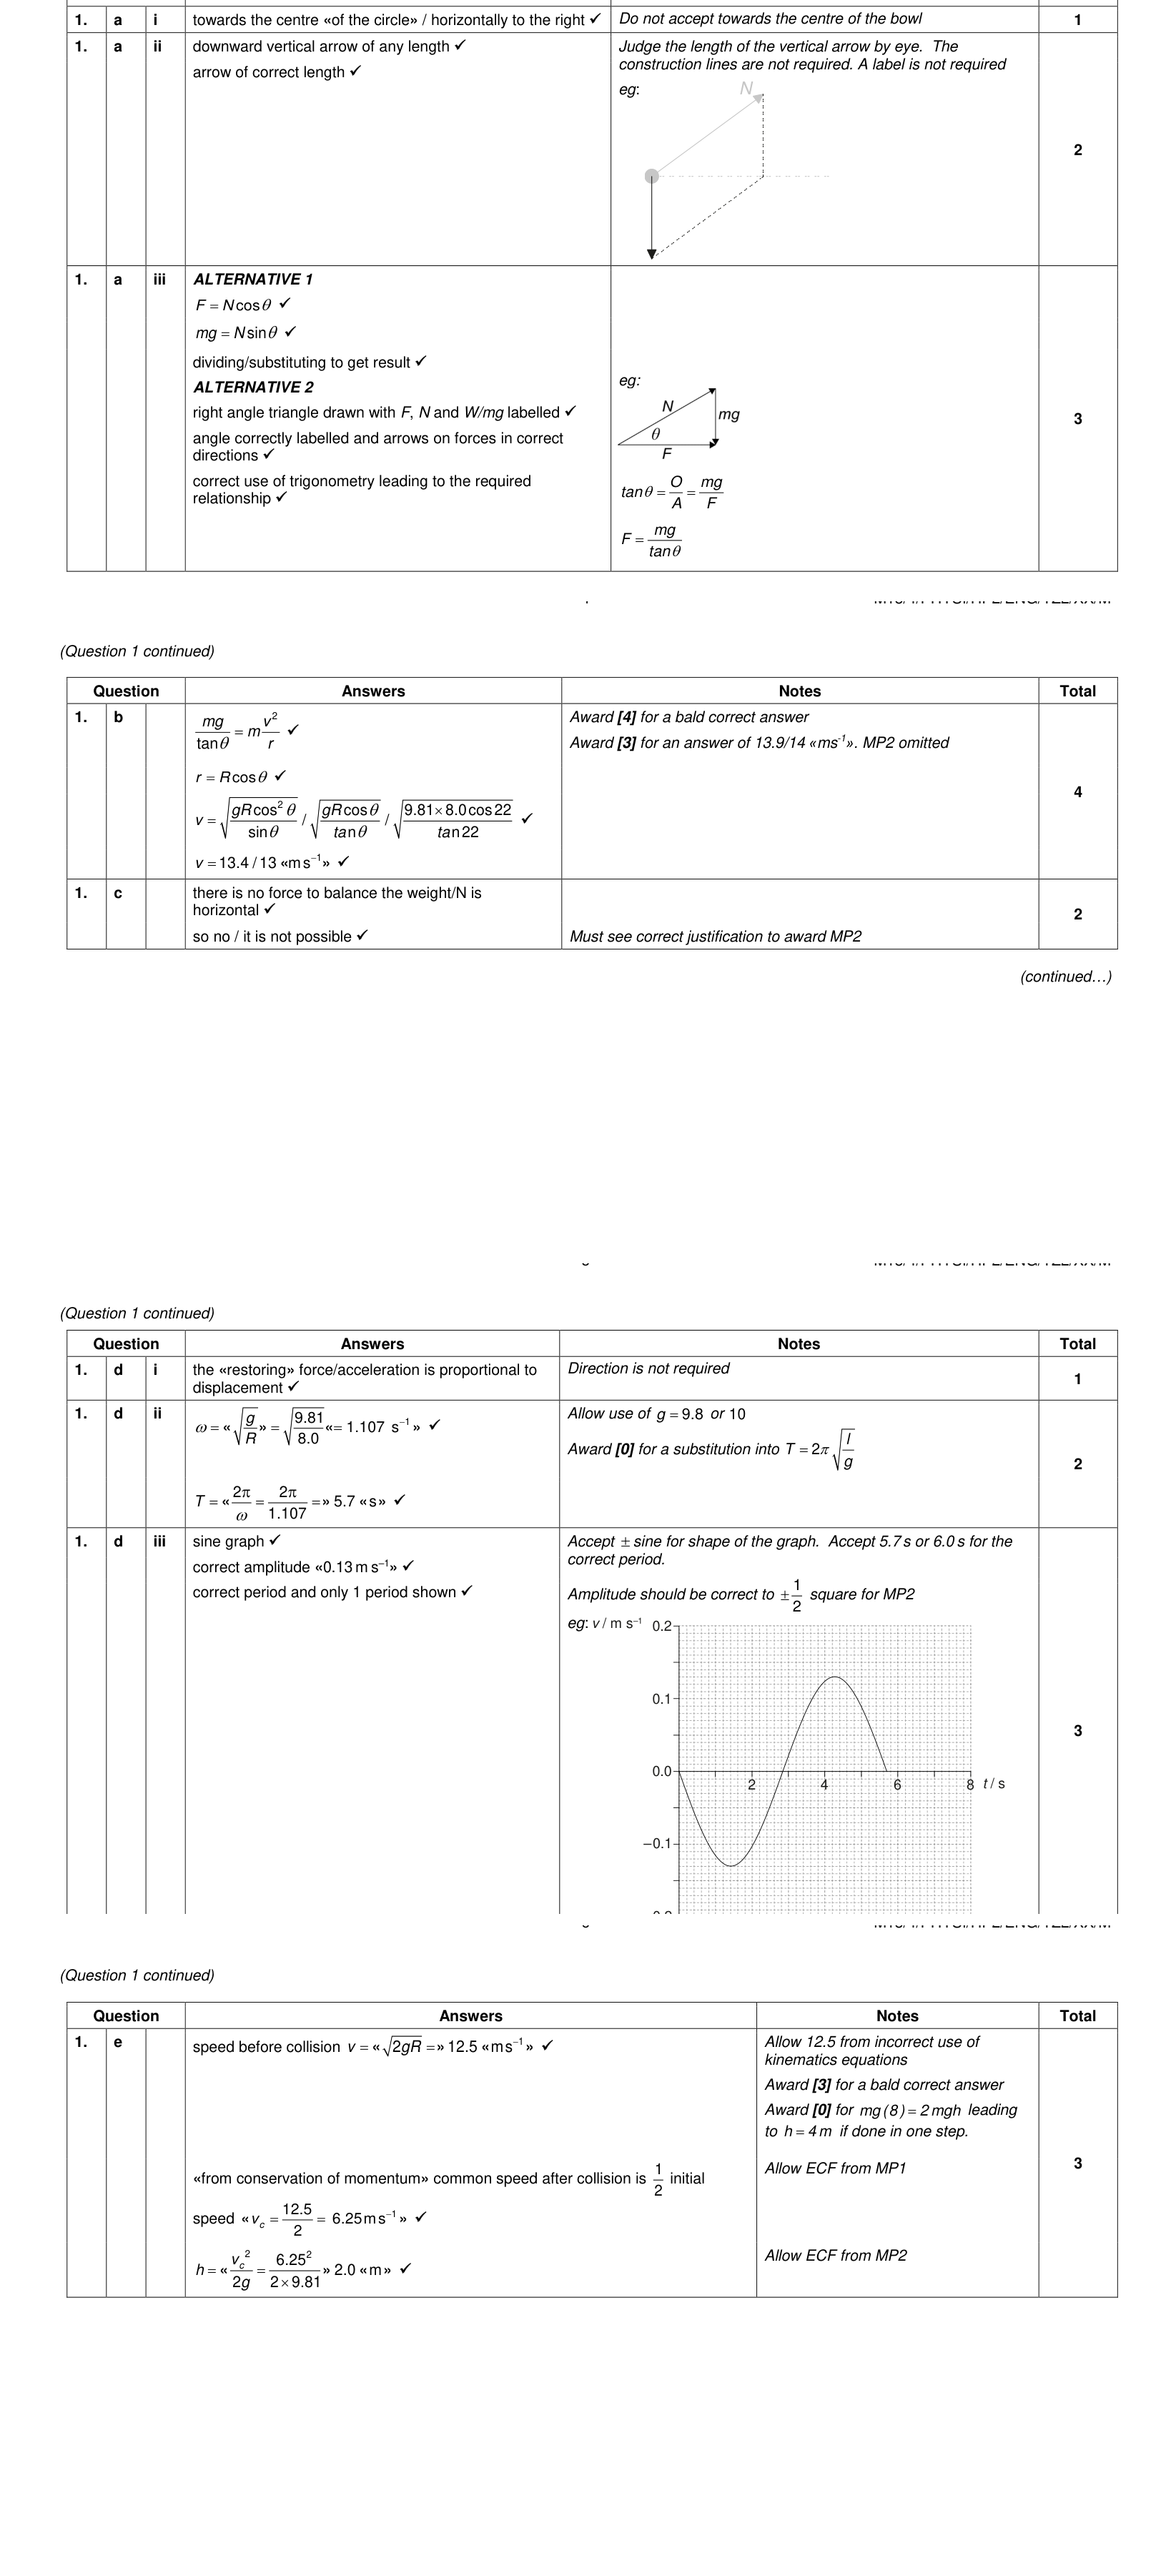 1. a i towards the centre «of the circle» / horizontally to the right ✓ Do not accept towards the centre of the bowl 1
1. a ii downward vertical arrow of any length ✓
arrow of correct length ✓
Judge the length of the vertical arrow by eye. The
construction lines are not required. A label is not required
eg:
N
2
1. a iii ALTERNATIVE 1
F = N cos θ ✓
mg = N sin θ ✓
dividing/substituting to get result ✓
ALTERNATIVE 2
right angle triangle drawn with F, N and W/mg labelled ✓
angle correctly labelled and arrows on forces in correct
directions ✓
correct use of trigonometry leading to the required
relationship ✓
eg:
N
mg
θ
F
tan θ = O/A = mg/F
F = mg/tan θ
3
(Question 1 continued)
Question Answers Notes Total
1. b mg/tan θ = m v²/r ✓
r = R cos θ ✓
v = √(gR cos² θ/sin θ) / √(gR cos θ/tan θ) / √(9.81 × 8.0 cos 22/tan 22) ✓
v = 13.4 / 13 «m s⁻¹» ✓
Award [4] for a bald correct answer
Award [3] for an answer of 13.9/14 «ms⁻¹». MP2 omitted
4
1. c there is no force to balance the weight/N is
horizontal ✓
so no / it is not possible ✓
Must see correct justification to award MP2
2
(continued…)
(Question 1 continued)
Question Answers Notes Total
1. d i the «restoring» force/acceleration is proportional to
displacement ✓
Direction is not required
1
1. d ii ω = «√(g/R)» = √(9.81/8.0) «= 1.107 s⁻¹» ✓
T = «2π/ω = 2π/1.107 =» 5.7 «s» ✓
Allow use of g = 9.8 or 10
Award [0] for a substitution into T = 2π√(l/g)
2
1. d iii sine graph ✓
correct amplitude «0.13 m s⁻¹» ✓
correct period and only 1 period shown ✓
Accept ± sine for shape of the graph. Accept 5.7 s or 6.0 s for the
correct period.
Amplitude should be correct to ± 1/2 square for MP2
eg: v / m s⁻¹ 0.2
0.1
0.0
2 4 6 8 t / s
−0.1
3
(Question 1 continued)
Question Answers Notes Total
1. e speed before collision v = «√(2gR) =» 12.5 «m s⁻¹» ✓
«from conservation of momentum» common speed after collision is 1/2 initial
speed «v_c = 12.5/2 = 6.25 m s⁻¹» ✓
h = «v_c²/2g = 6.25²/(2 × 9.81)» 2.0 «m» ✓
Allow 12.5 from incorrect use of
kinematics equations
Award [3] for a bald correct answer
Award [0] for mg(8) = 2mgh leading
to h = 4 m if done in one step.
Allow ECF from MP1
Allow ECF from MP2
3